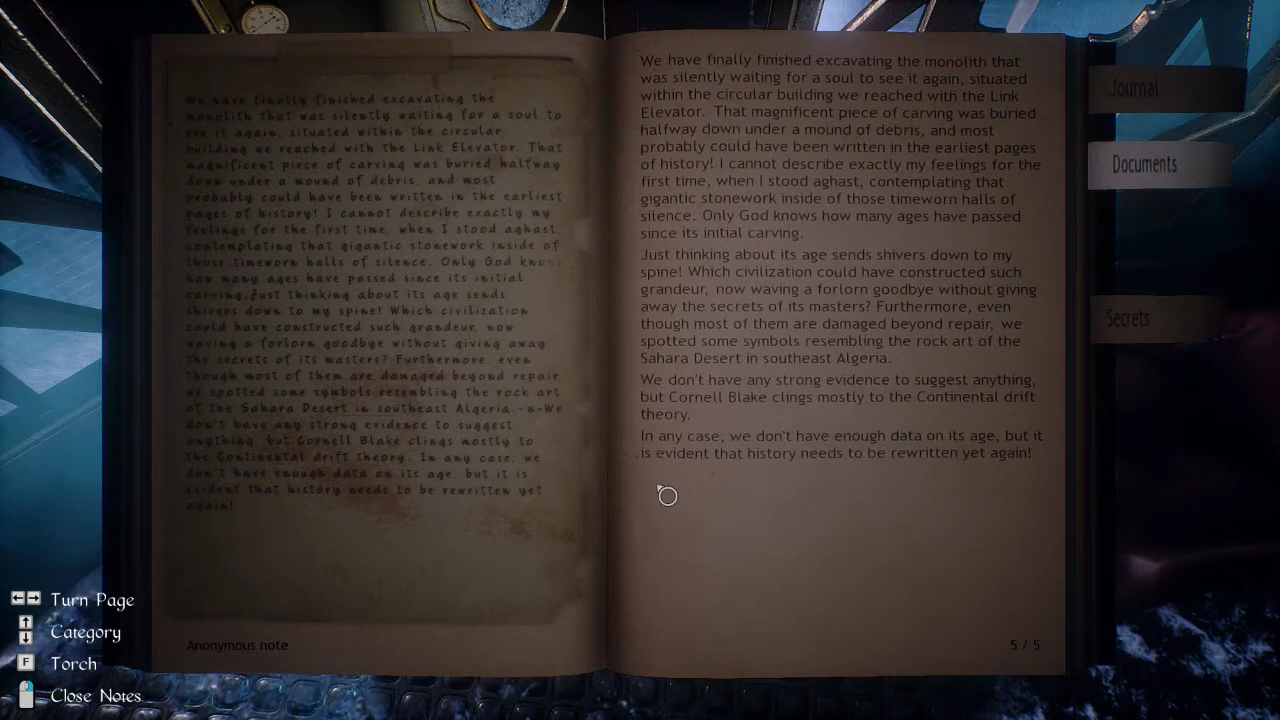 We have finally finished excavating the
monolith that was silently waiting for a soul to
see it again, situated within the circular
building we reached with the Link Elevator. That
magnificent piece of carving was buried halfway
down under a mound of debris, and most
probably could have been written in the earliest
pages of history! I cannot describe exactly my
feelings for the first time, when I stood aghast,
contemplating that gigantic stonework inside of
those timeworn halls of silence. Only God knows
how many ages have passed since its initial
carving.Just thinking about its age sends
shivers down to my spine! Which civilization
could have constructed such grandeur, now
waving a forlorn goodbye without giving away
the secrets of its masters? Furthermore, even
though most of them are damaged beyond repair,
we spotted some symbols resembling the rock art
of the Sahara Desert in southeast Algeria.-n>We
don't have any strong evidence to suggest
anything, but Cornell Blake clings mostly to
the Continental drift theory. In any case, we
don't have enough data on its age, but it is
evident that history needs to be rewritten yet
again!
Anonymous note
We have finally finished excavating the monolith that
was silently waiting for a soul to see it again, situated
within the circular building we reached with the Link
Elevator.  That magnificent piece of carving was buried
halfway down under a mound of debris, and most
probably could have been written in the earliest pages
of history! I cannot describe exactly my feelings for the
first time, when I stood aghast, contemplating that
gigantic stonework inside of those timeworn halls of
silence. Only God knows how many ages have passed
since its initial carving.
Just thinking about its age sends shivers down to my
spine! Which civilization could have constructed such
grandeur, now waving a forlorn goodbye without giving
away the secrets of its masters? Furthermore, even
though most of them are damaged beyond repair, we
spotted some symbols resembling the rock art of the
Sahara Desert in southeast Algeria.
We don't have any strong evidence to suggest anything,
but Cornell Blake clings mostly to the Continental drift
theory.
In any case, we don't have enough data on its age, but it
is evident that history needs to be rewritten yet again!
5 / 5
Journal
Documents
Secrets
Turn Page
Category
F Torch
Close Notes